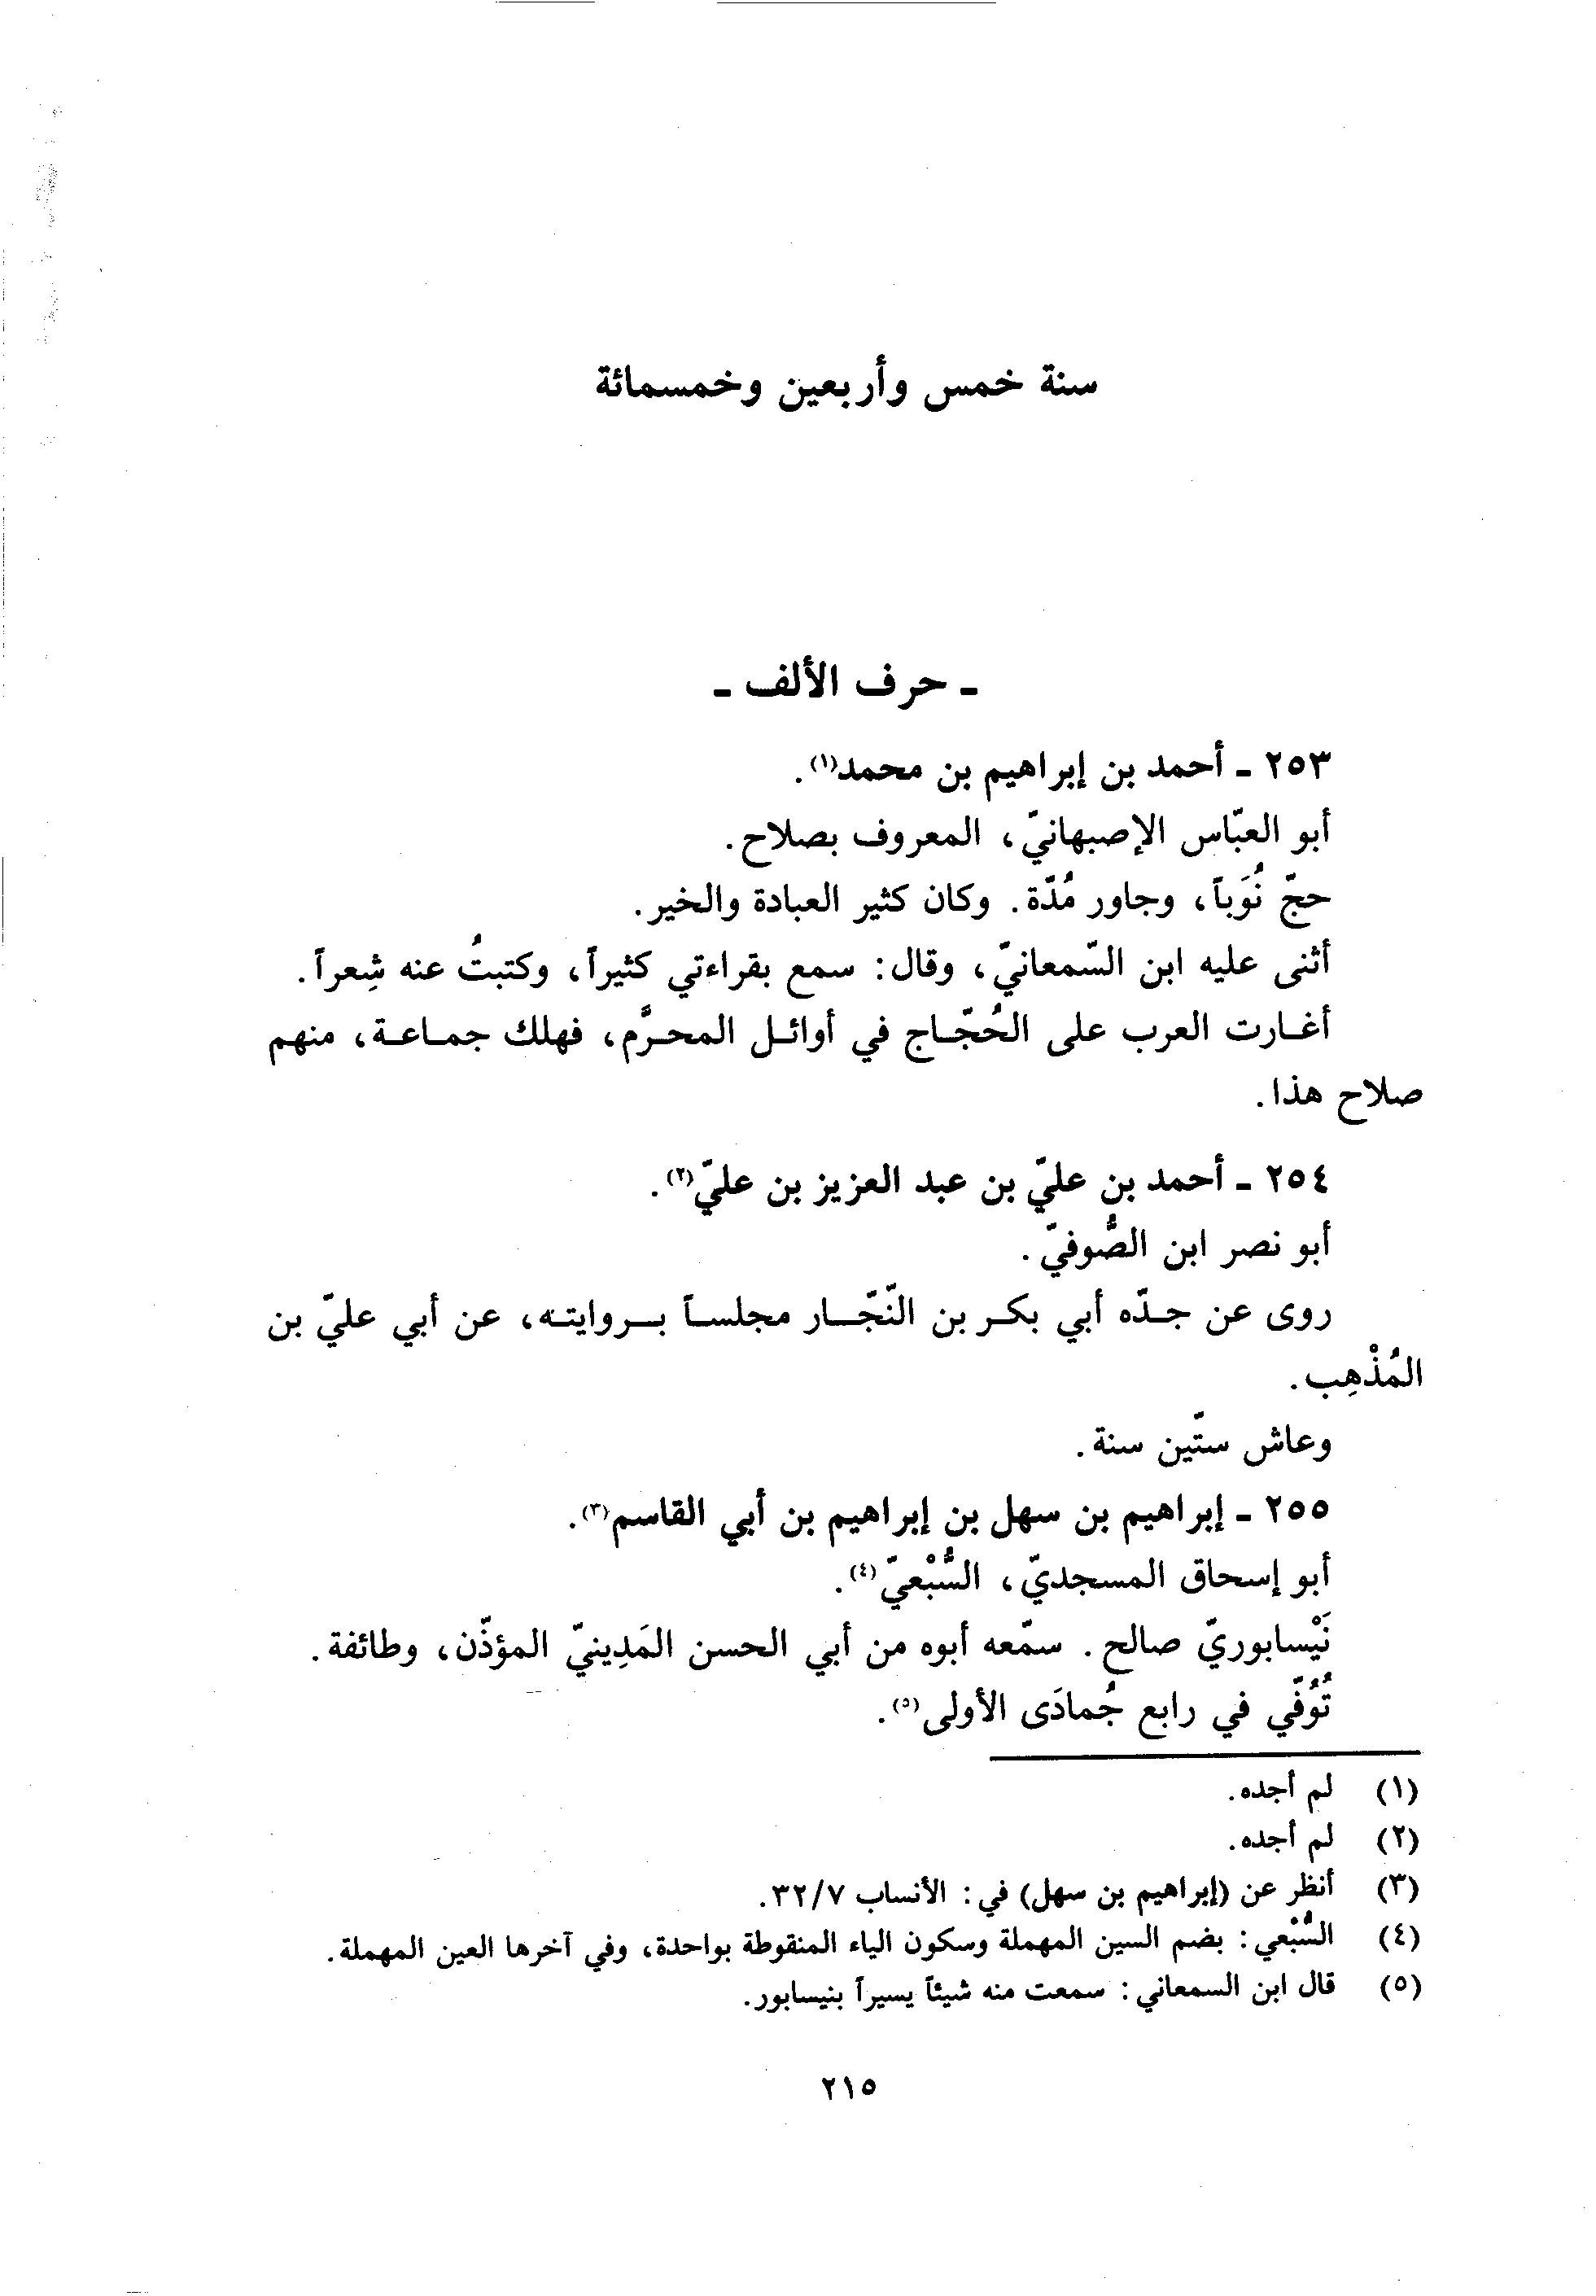 سنة خمس وأربعين وخمسمائة
ـ حرف الألف ـ
٢٥٣ ـ أحمد بن إبراهيم بن محمد(١).
أبو العبّاس الإصبهانيّ، المعروف بصلاح.
حجّ نُوَباً، وجاور مُدّة. وكان كثير العبادة والخير.
أثنى عليه ابن السّمعانيّ، وقال: سمع بقراءتي كثيراً، وكتبتُ عنه شِعراً.
أغارت العرب على الحُجّاج في أوائل المحرَّم، فهلك جماعة، منهم
صلاح هذا.
٢٥٤ ـ أحمد بن عليّ بن عبد العزيز بن عليّ(٢).
أبو نصر ابن الصُّوفيّ.
روى عن جدّه أبي بكر بن النّجّار مجلساً بروايته، عن أبي عليّ بن
المُذْهِب.
وعاش ستّين سنة.
٢٥٥ ـ إبراهيم بن سهل بن إبراهيم بن أبي القاسم(٣).
أبو إسحاق المسجديّ، السُّبْعيّ(٤).
نَيْسابوريّ صالح. سمّعه أبوه من أبي الحسن المَدِينيّ المؤذّن، وطائفة.
تُوُفّي في رابع جُمادَى الأولى(٥).
(١) لم أجده.
(٢) لم أجده.
(٣) أنظر عن (إبراهيم بن سهل) في: الأنساب ٣٢/٧.
(٤) السُّبْعي: بضم السين المهملة وسكون الياء المنقوطة بواحدة، وفي آخرها العين المهملة.
(٥) قال ابن السمعاني: سمعت منه شيئاً يسيراً بنيسابور.
٢١٥